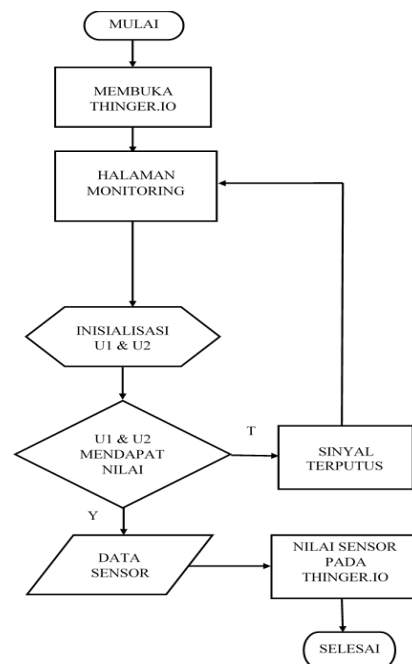 MULAI
MEMBUKA
THINGER.IO
HALAMAN
MONITORING
INISIALISASI
U1 & U2
U1 & U2
MENDAPAT
NILAI
T
SINYAL
TERPUTUS
Y
DATA
SENSOR
NILAI SENSOR
PADA
THINGER.IO
SELESAI